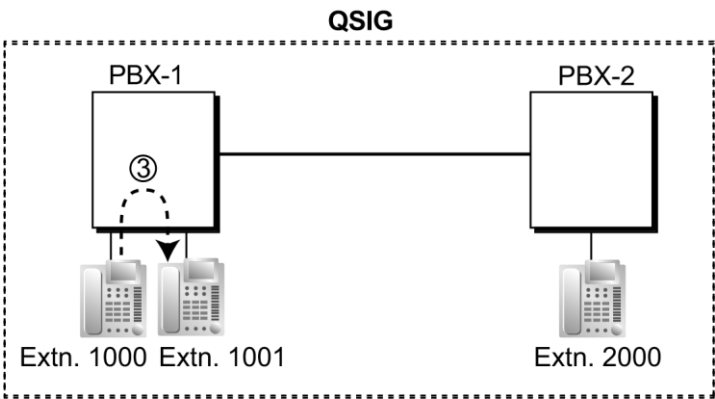 QSIG
PBX-1
PBX-2
③
Extn. 1000 Extn. 1001
Extn. 2000